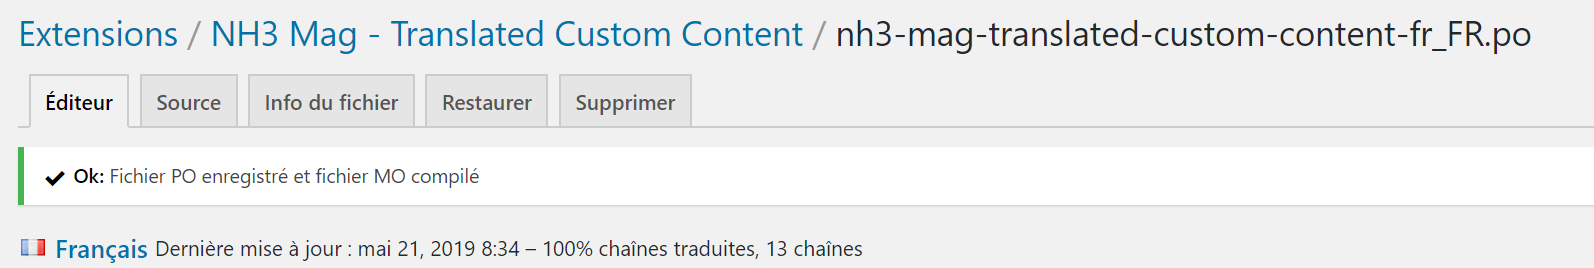 Extensions / NH3 Mag - Translated Custom Content / nh3-mag-translated-custom-content-fr_FR.po
Éditeur Source Info du fichier Restaurer Supprimer
Ok: Fichier PO enregistré et fichier MO compilé
Français Dernière mise à jour : mai 21, 2019 8:34 – 100% chaînes traduites, 13 chaînes